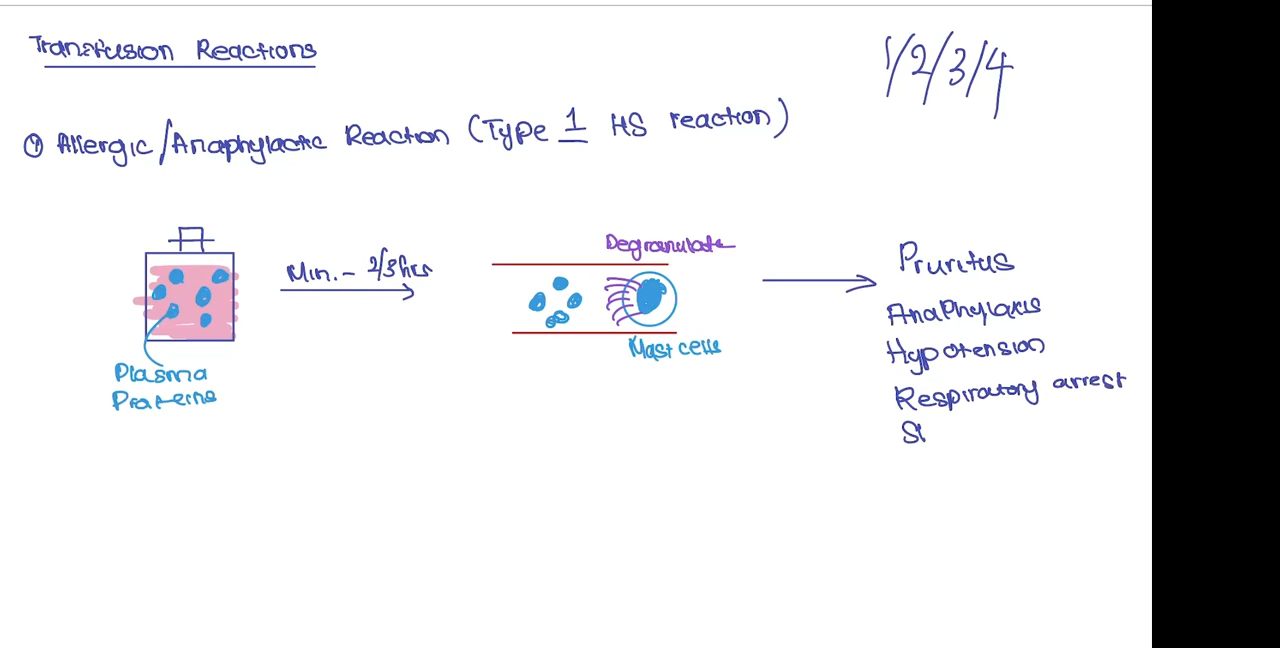 Transfusion Reactions
1/2/3/4
① Allergic/Anaphylactic Reaction (Type 1 HS reaction)
Degranulate
Min. - 2/3hrs
Pruritus
Anaphylaxis
Hypotension
Mast cells
Plasma
Proteins
Respiratory arrest
Sh